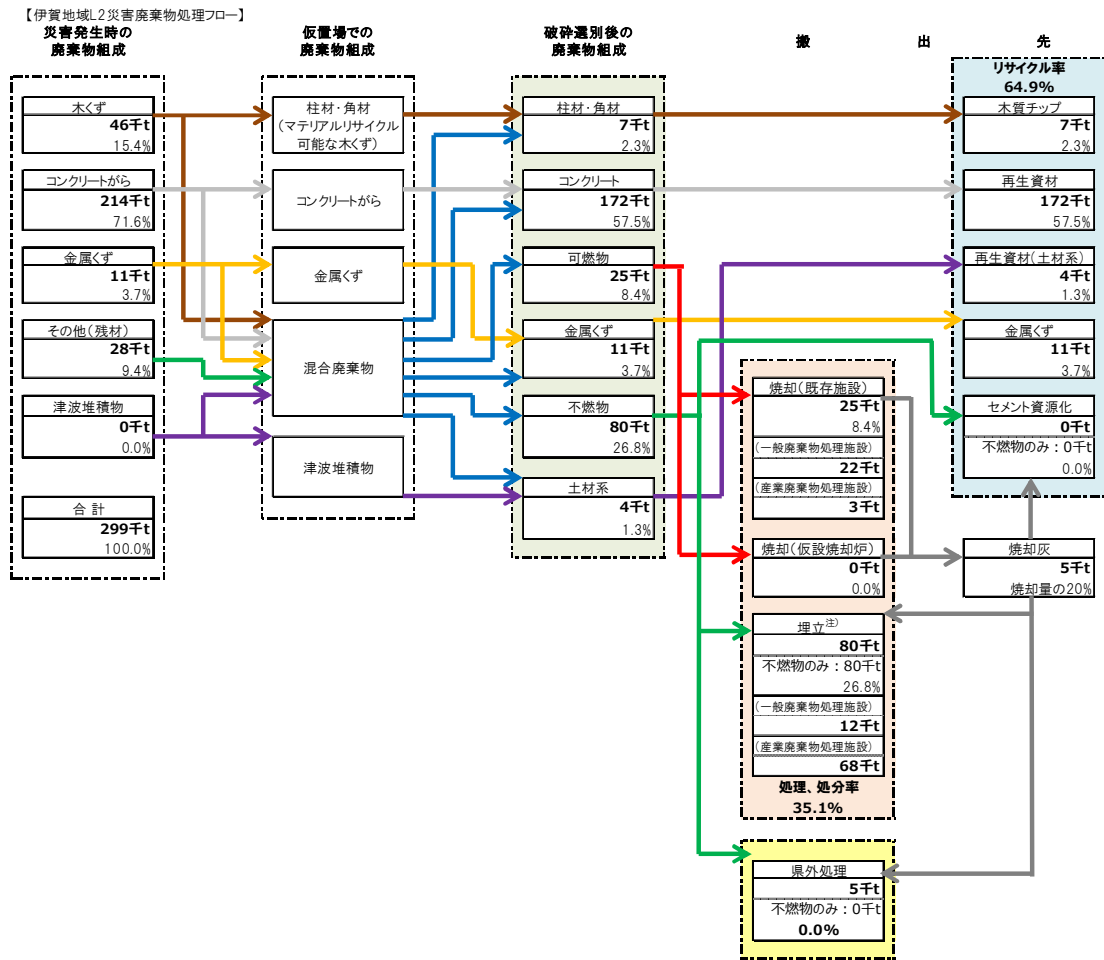 【伊賀地域L2災害廃棄物処理フロー】
災害発生時の
廃棄物組成
仮置場での
廃棄物組成
破砕選別後の
廃棄物組成
搬 出 先
木くず
46千t
15.4%
コンクリートがら
214千t
71.6%
金属くず
11千t
3.7%
その他(残材)
28千t
9.4%
津波堆積物
0千t
0.0%
合計
299千t
100.0%
柱材・角材
(マテリアルリサイクル
可能な木くず)
コンクリートがら
金属くず
混合廃棄物
津波堆積物
柱材・角材
7千t
2.3%
コンクリート
172千t
57.5%
可燃物
25千t
8.4%
金属くず
11千t
3.7%
不燃物
80千t
26.8%
土材系
4千t
1.3%
焼却(既存施設)
25千t
8.4%
(一般廃棄物処理施設)
22千t
(産業廃棄物処理施設)
3千t
焼却(仮設焼却炉)
0千t
0.0%
埋立注)
80千t
不燃物のみ：80千t
26.8%
(一般廃棄物処理施設)
12千t
(産業廃棄物処理施設)
68千t
処理、処分率
35.1%
県外処理
5千t
不燃物のみ：0千t
0.0%
リサイクル率
64.9%
木質チップ
7千t
2.3%
再生資材
172千t
57.5%
再生資材(土材系)
4千t
1.3%
金属くず
11千t
3.7%
セメント資源化
0千t
不燃物のみ：0千t
0.0%
焼却灰
5千t
焼却量の20%